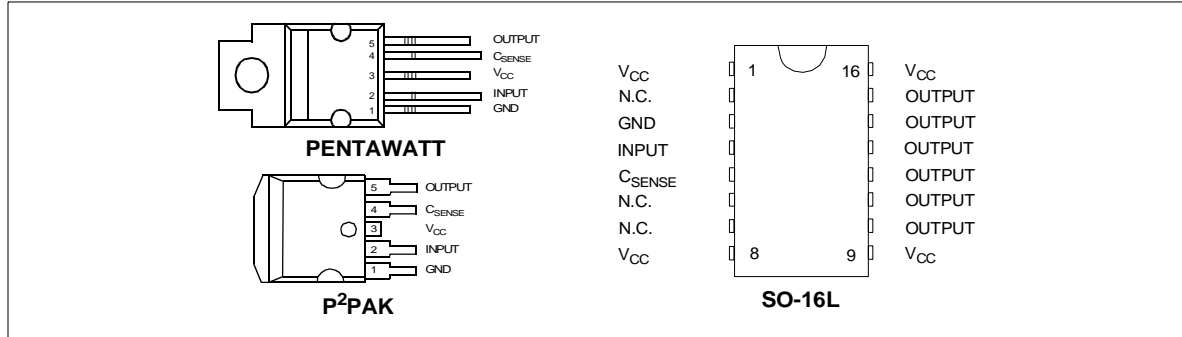 5 OUTPUT
4 CSENSE
3 VCC
2 INPUT
1 GND
PENTAWATT
5 OUTPUT
4 CSENSE
3 VCC
2 INPUT
1 GND
P²PAK
VCC 1 16 VCC
N.C. OUTPUT
GND OUTPUT
INPUT OUTPUT
CSENSE OUTPUT
N.C. OUTPUT
N.C. OUTPUT
VCC 8 9 VCC
SO-16L